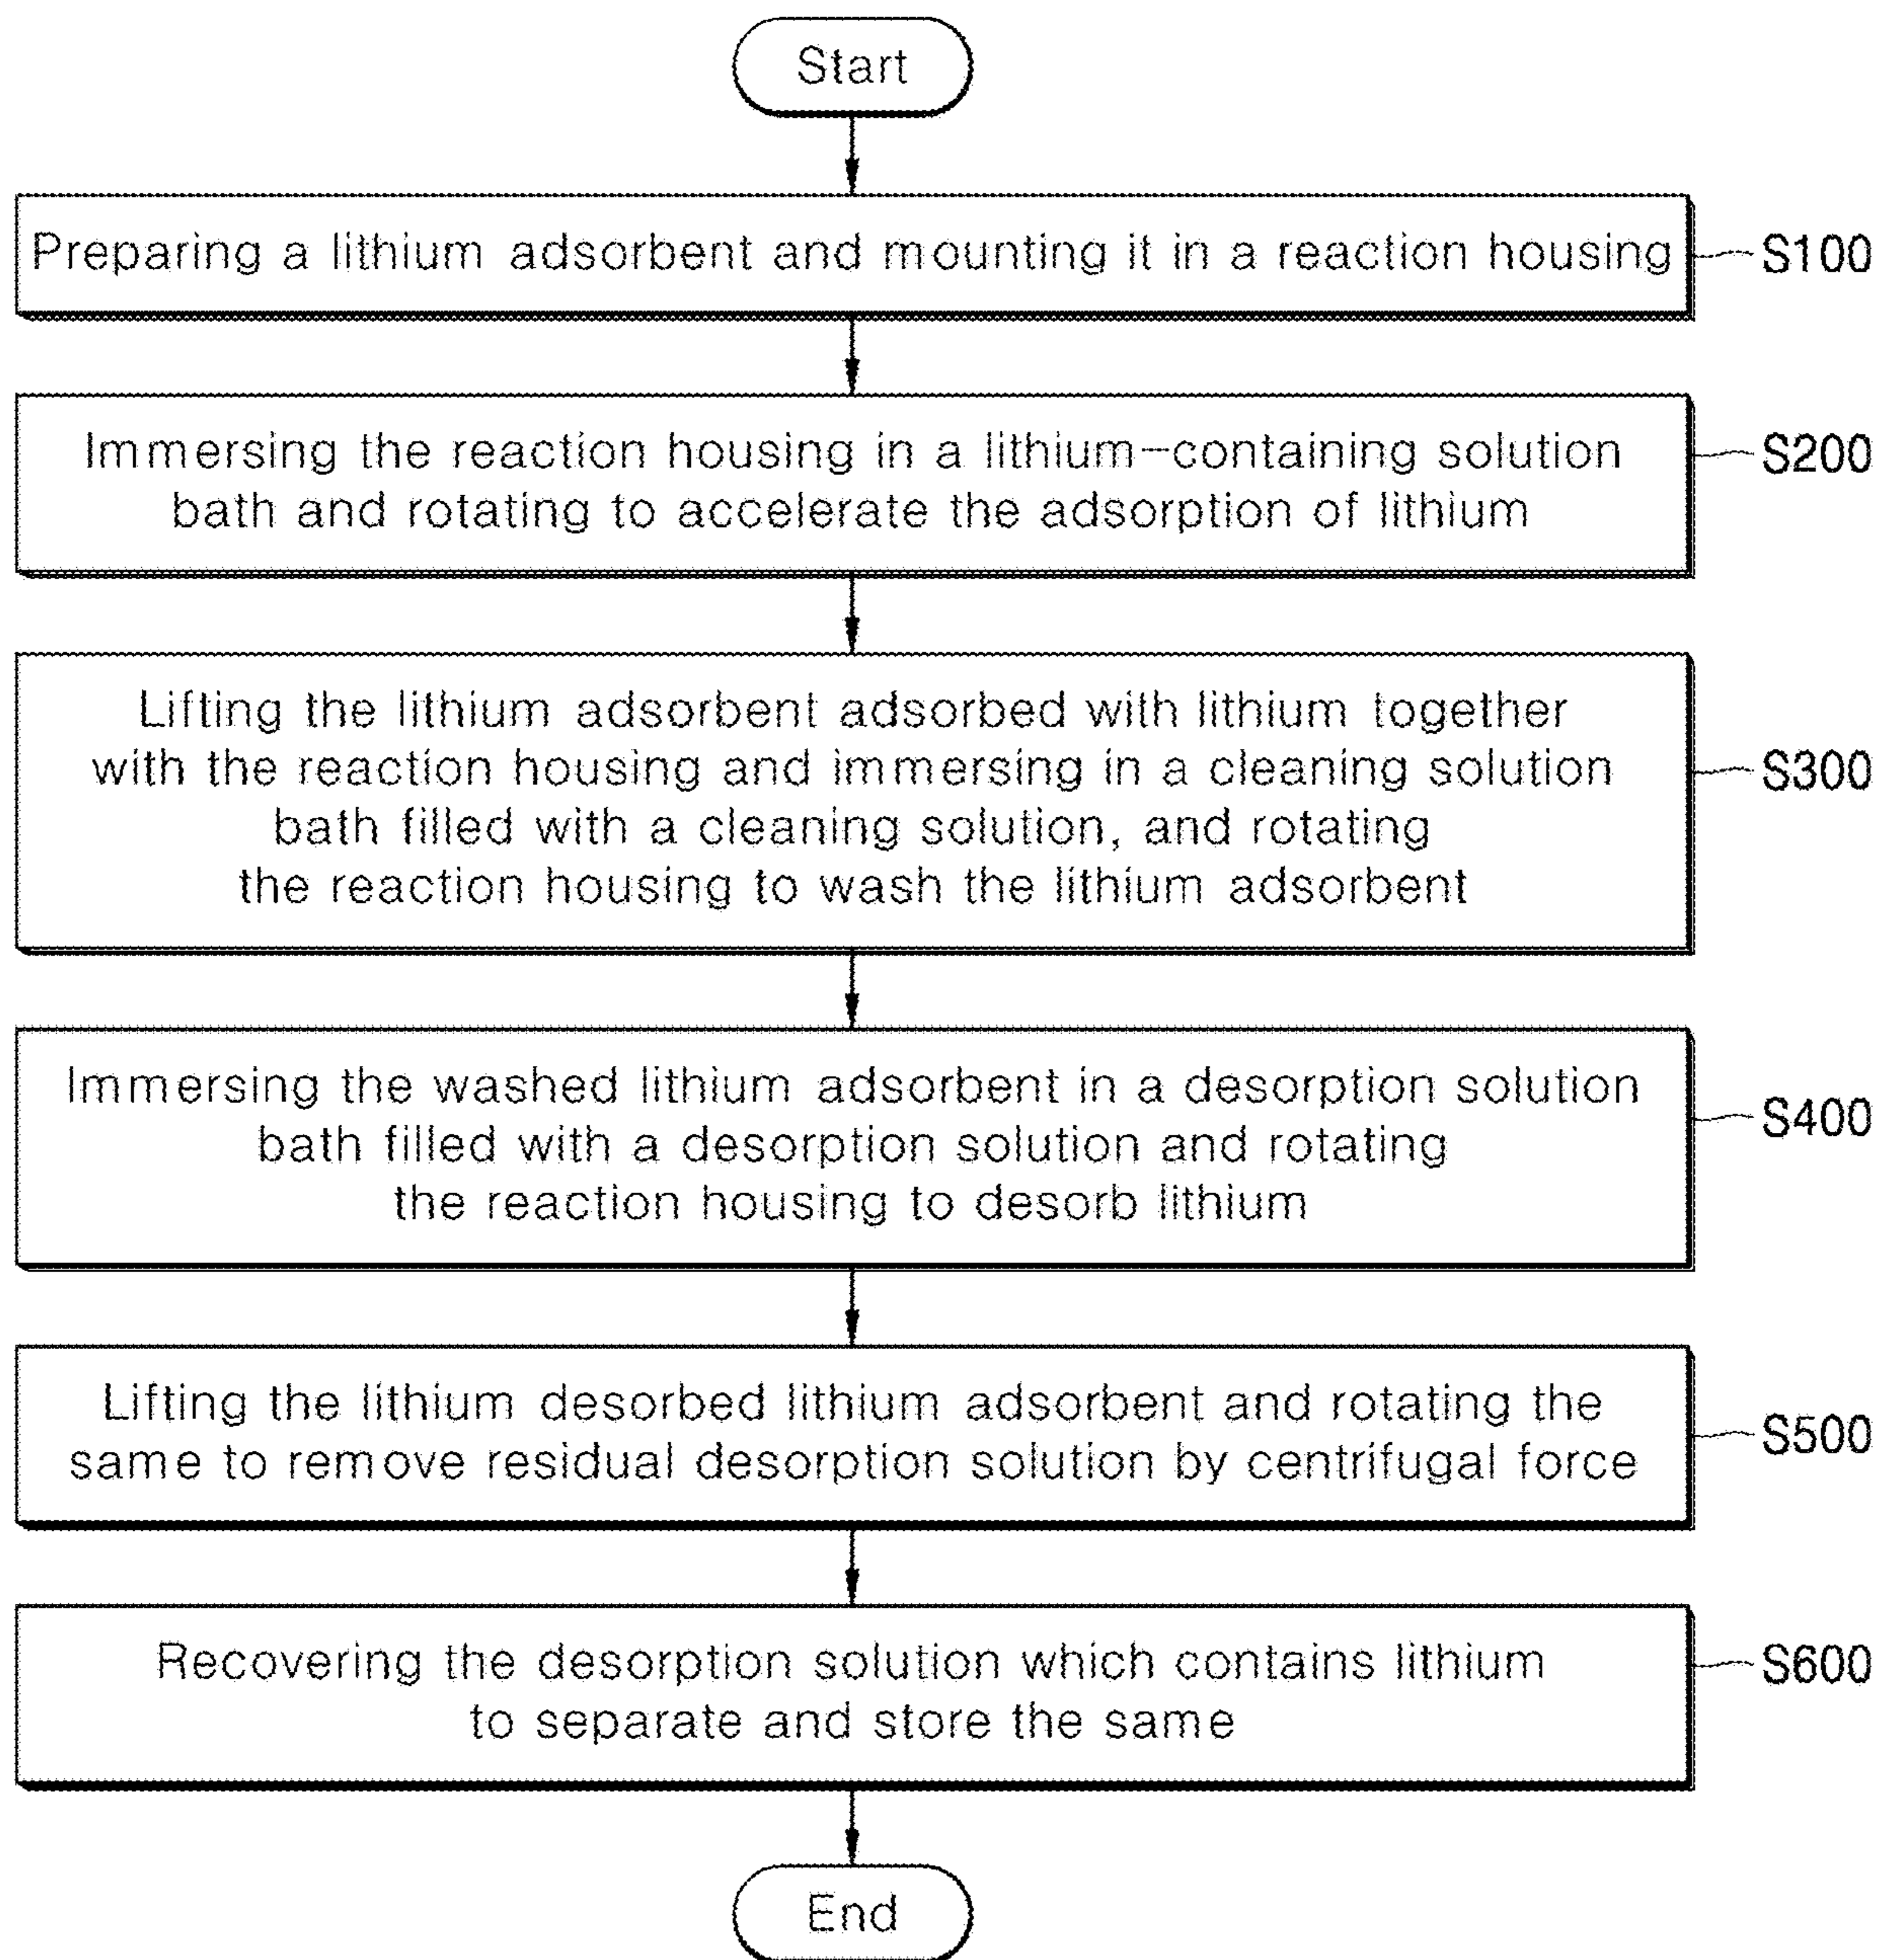 Start
Preparing a lithium adsorbent and mounting it in a reaction housing
S100
Immersing the reaction housing in a lithium-containing solution
bath and rotating to accelerate the adsorption of lithium
S200
Lifting the lithium adsorbent adsorbed with lithium together
with the reaction housing and immersing in a cleaning solution
bath filled with a cleaning solution, and rotating
the reaction housing to wash the lithium adsorbent
S300
Immersing the washed lithium adsorbent in a desorption solution
bath filled with a desorption solution and rotating
the reaction housing to desorb lithium
S400
Lifting the lithium desorbed lithium adsorbent and rotating the
same to remove residual desorption solution by centrifugal force
S500
Recovering the desorption solution which contains lithium
to separate and store the same
S600
End